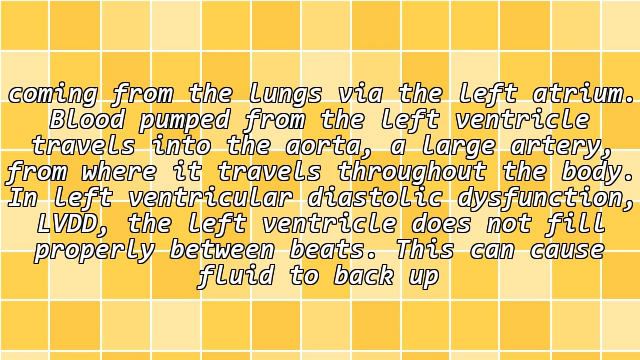 coming from the lungs via the left atrium.
Blood pumped from the left ventricle
travels into the aorta, a large artery,
from where it travels throughout the body.
In left ventricular diastolic dysfunction,
LVDD, the left ventricle does not fill
properly between beats. This can cause
fluid to back up